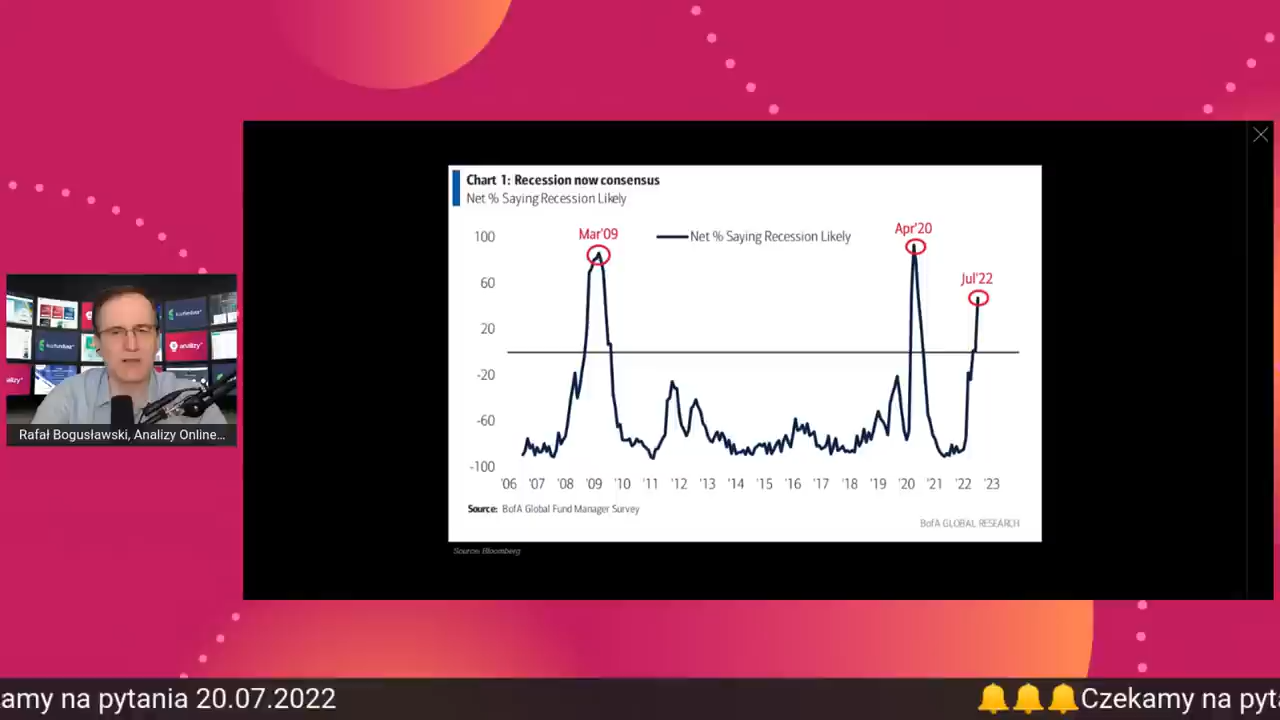 Chart 1: Recession now consensus
Net % Saying Recession Likely
Mar'09
Net % Saying Recession Likely
Apr'20
Jul'22
100
60
20
-20
-60
-100
'06 '07 '08 '09 '10 '11 '12 '13 '14 '15 '16 '17 '18 '19 '20 '21 '22 '23
Source: BofA Global Fund Manager Survey
BofA GLOBAL RESEARCH
Source: Bloomberg
analizy
Rafał Bogusławski, Analizy Online...
amy na pytania 20.07.2022
🔔🔔🔔Czekamy na pyt